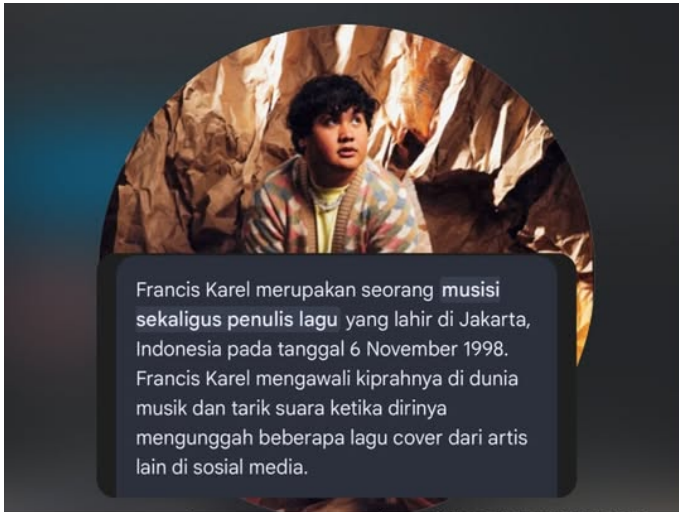 Francis Karel merupakan seorang musisi
sekaligus penulis lagu yang lahir di Jakarta,
Indonesia pada tanggal 6 November 1998.
Francis Karel mengawali kiprahnya di dunia
musik dan tarik suara ketika dirinya
mengunggah beberapa lagu cover dari artis
lain di sosial media.